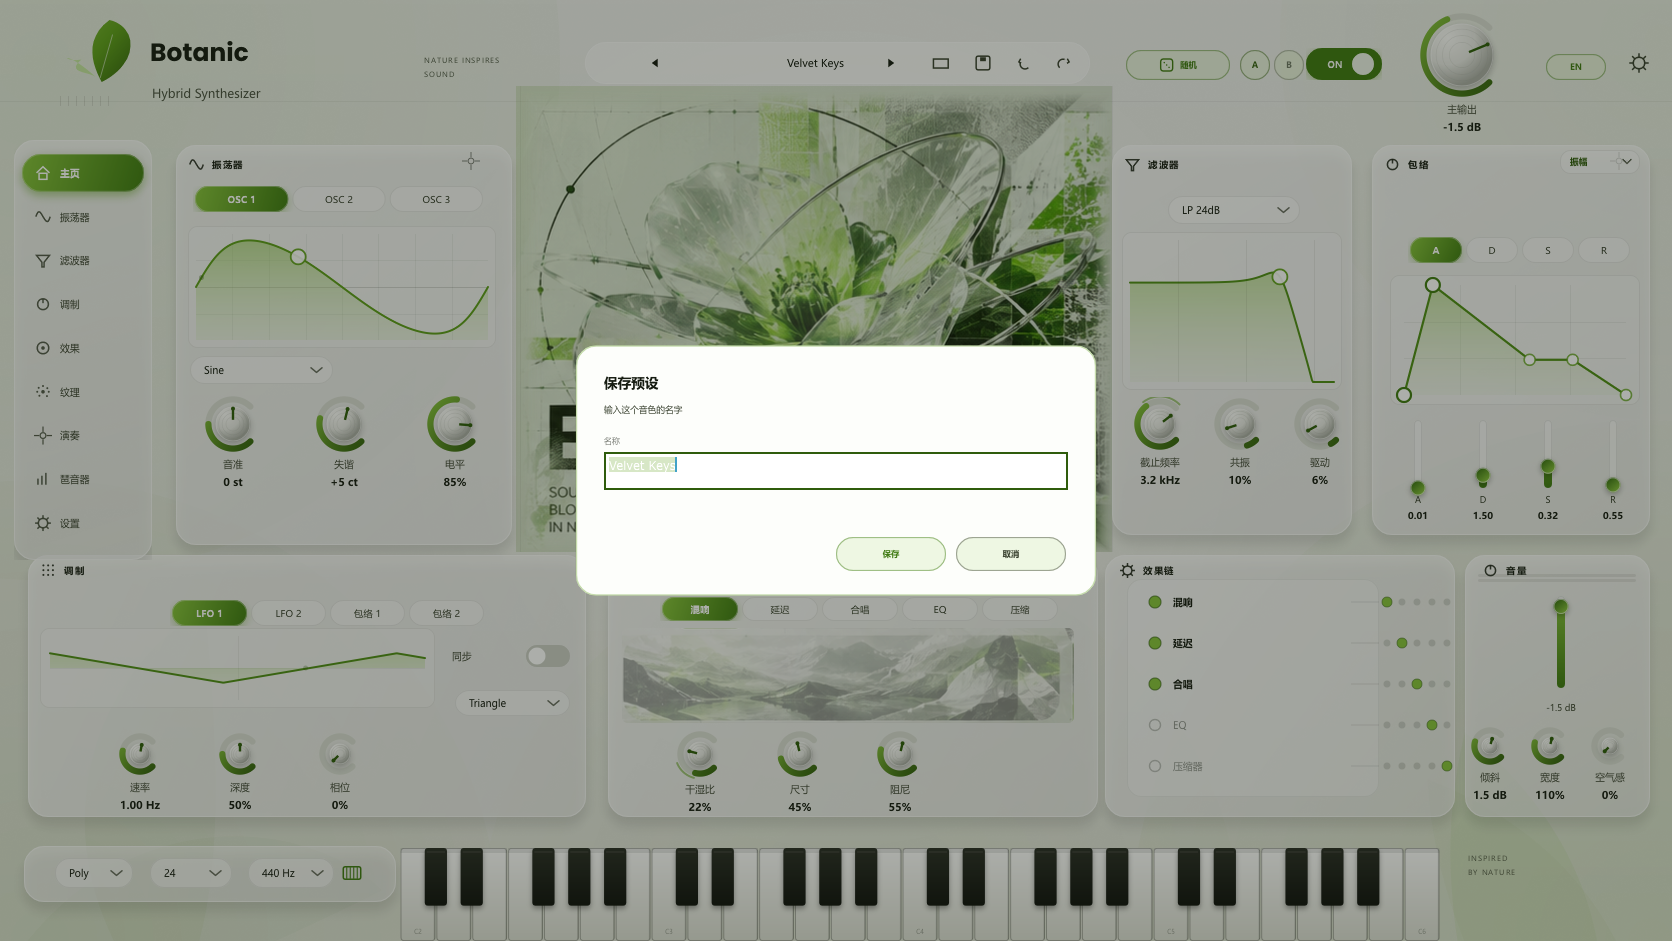 Botanic
Hybrid Synthesizer
NATURE INSPIRES
SOUND
Velvet Keys
随机
A
B
ON
主输出
-1.5 dB
EN
主页
振荡器
滤波器
调制
效果
纹理
演奏
琶音器
设置
振荡器
OSC 1
OSC 2
OSC 3
Sine
音准
0 st
失谐
+5 ct
电平
85%
SOU
BLO
IN N
滤波器
LP 24dB
截止频率
3.2 kHz
共振
10%
驱动
6%
包络
振幅
A
D
S
R
A
D
S
R
0.01
1.50
0.32
0.55
保存预设
输入这个音色的名字
名称
Velvet Keys
保存
取消
调制
LFO 1
LFO 2
包络 1
包络 2
同步
Triangle
速率
1.00 Hz
深度
50%
相位
0%
混响
延迟
合唱
EQ
压缩
干湿比
22%
尺寸
45%
阻尼
55%
效果链
混响
延迟
合唱
EQ
压缩器
音量
-1.5 dB
倾斜
1.5 dB
宽度
110%
空气感
0%
Poly
24
440 Hz
C2
C3
C4
C5
C6
INSPIRED
BY NATURE